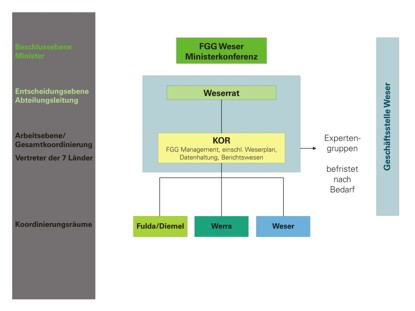 Beschlussebene
Minister
FGG Weser
Ministerkonferenz
Entscheidungsebene
Abteilungsleitung
Weserrat
Arbeitsebene/
Gesamtkoordinierung
Vertreter der 7 Länder
KOR
FGG Management, einschl. Weserplan,
Datenhaltung, Berichtswesen
Experten-
gruppen
befristet
nach
Bedarf
Geschäftsstelle Weser
Koordinierungsräume
Fulda/Diemel
Werra
Weser